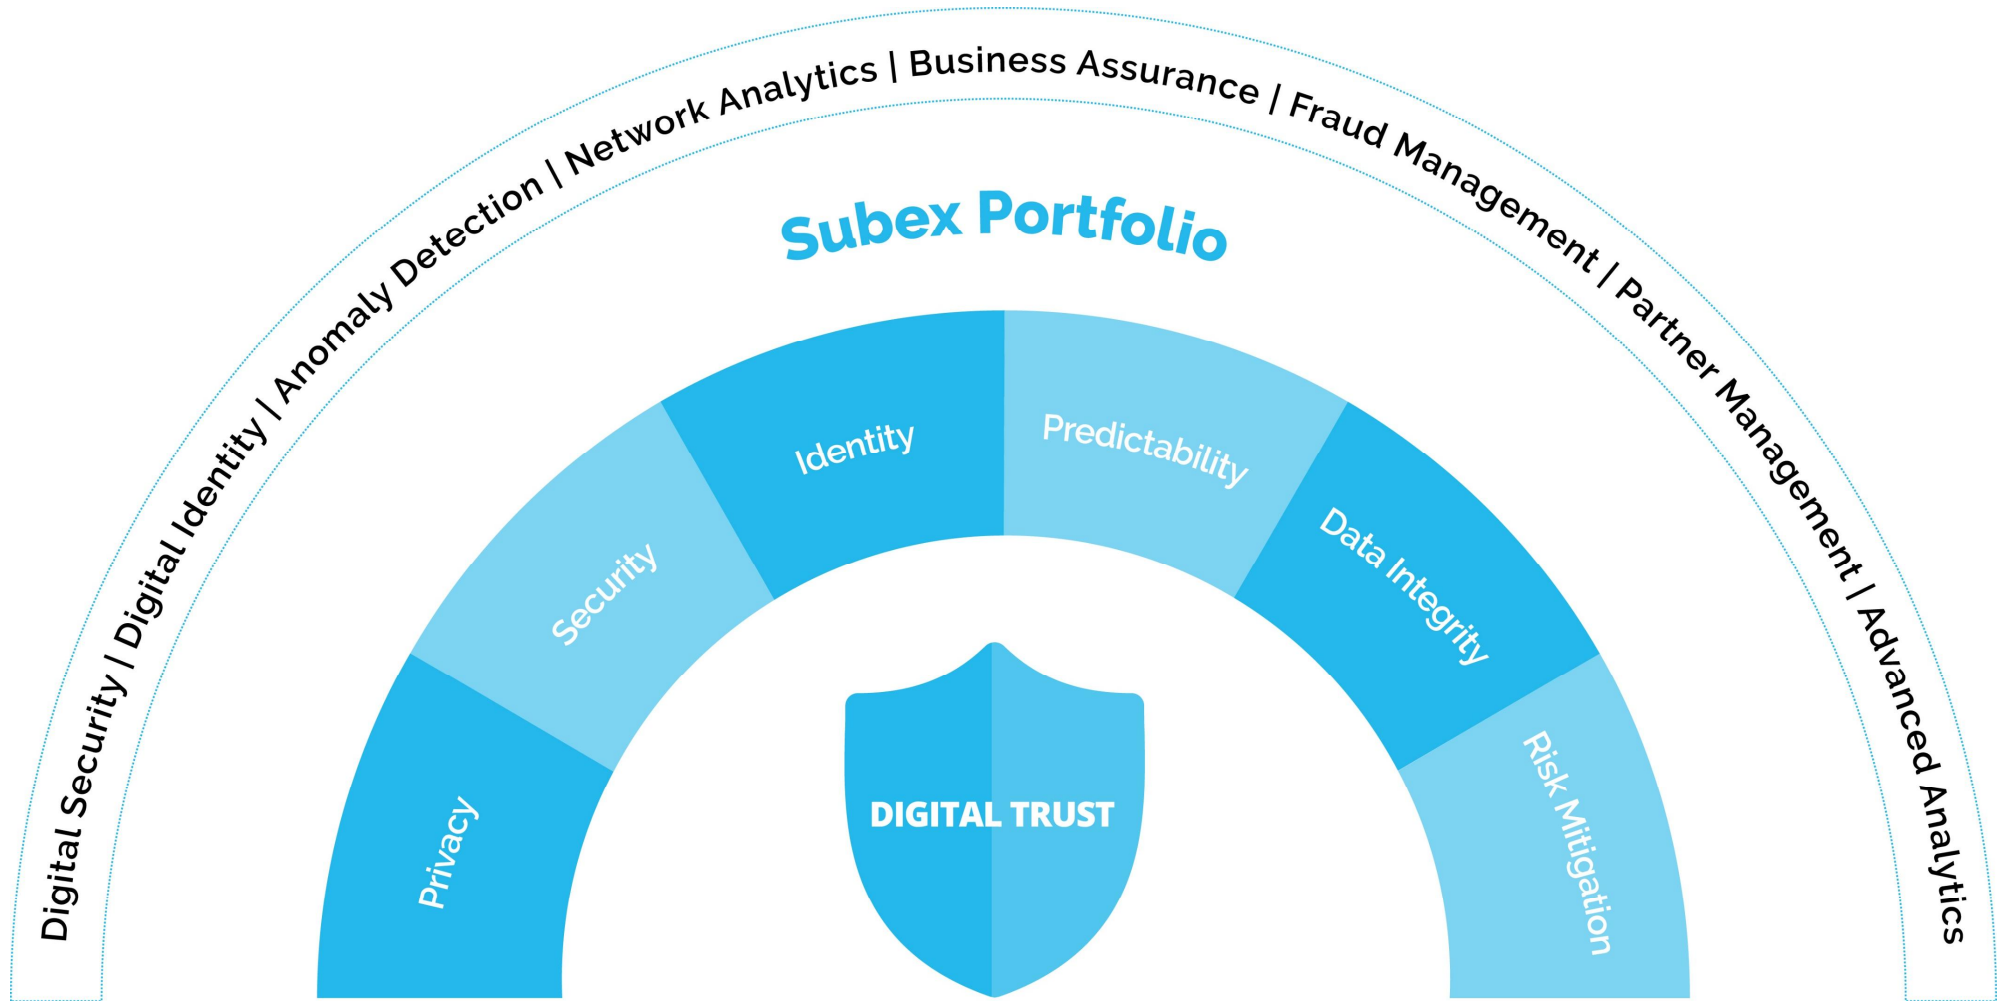 Digital Security | Digital Identity | Anomaly Detection | Network Analytics | Business Assurance | Fraud Management | Partner Management | Advanced Analytics
Subex Portfolio
Privacy
Security
Identity
Predictability
Data Integrity
Risk Mitigation
DIGITAL TRUST